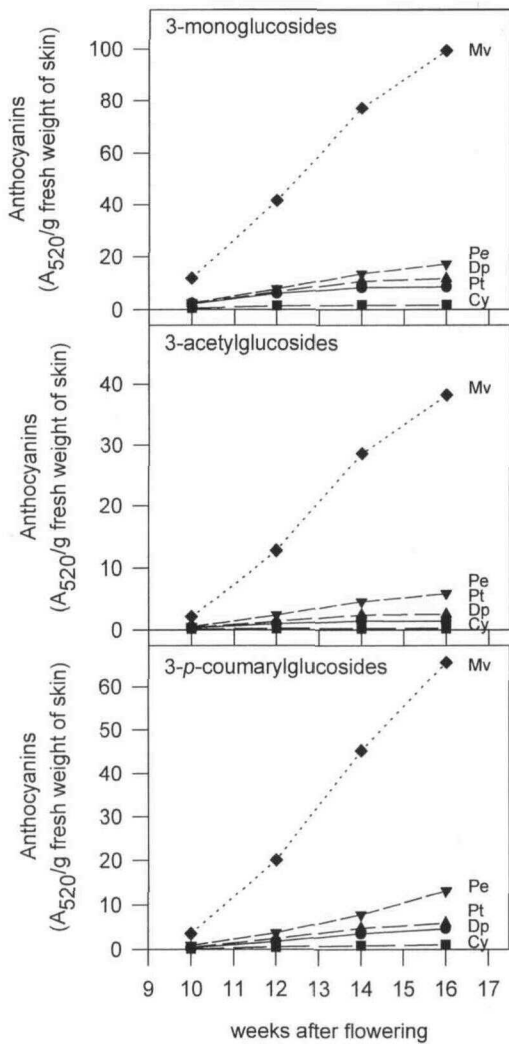 3-monoglucosides
Anthocyanins
(A520/g fresh weight of skin)
100
80
60
40
20
0
Mv
Pe
Dp
Pt
Cy
3-acetylglucosides
Anthocyanins
(A520/g fresh weight of skin)
40
30
20
10
0
Mv
Pe
Pt
Dp
Cy
3-p-coumarylglucosides
Anthocyanins
(A520/g fresh weight of skin)
60
50
40
30
20
10
0
Mv
Pe
Pt
Dp
Cy
9 10 11 12 13 14 15 16 17
weeks after flowering